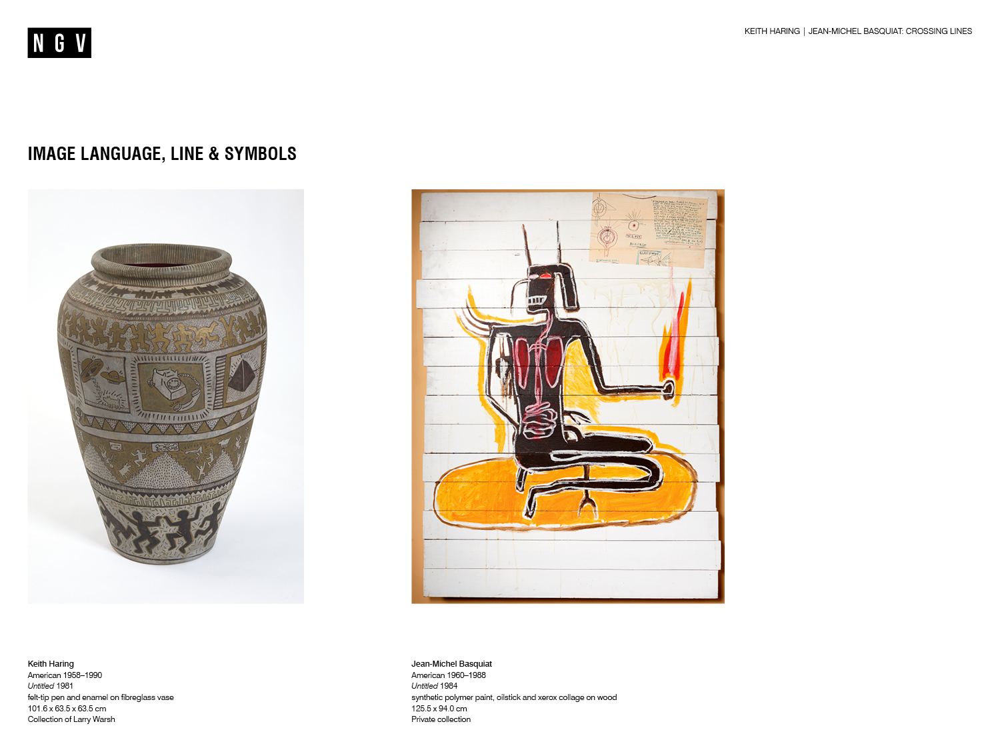 NGV
KEITH HARING | JEAN-MICHEL BASQUIAT: CROSSING LINES
IMAGE LANGUAGE, LINE & SYMBOLS
Keith Haring
American 1958–1990
Untitled 1981
felt-tip pen and enamel on fibreglass vase
101.6 x 63.5 x 63.5 cm
Collection of Larry Warsh
Jean-Michel Basquiat
American 1960–1988
Untitled 1984
synthetic polymer paint, oilstick and xerox collage on wood
125.5 x 94.0 cm
Private collection